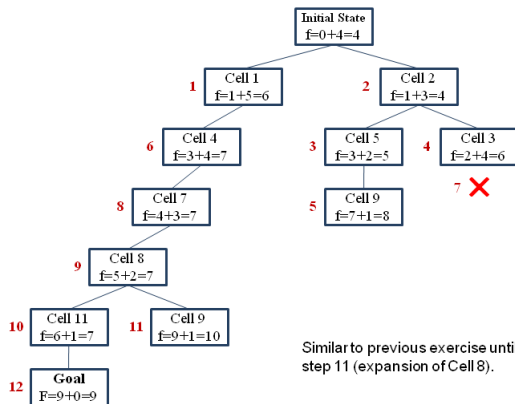 Initial State
f=0+4=4
1
Cell 1
f=1+5=6
2
Cell 2
f=1+3=4
6
Cell 4
f=3+4=7
3
Cell 5
f=3+2=5
4
Cell 3
f=2+4=6
7
8
Cell 7
f=4+3=7
5
Cell 9
f=7+1=8
9
Cell 8
f=5+2=7
10
Cell 11
f=6+1=7
11
Cell 9
f=9+1=10
12
Goal
F=9+0=9
Similar to previous exercise unti
step 11 (expansion of Cell 8).